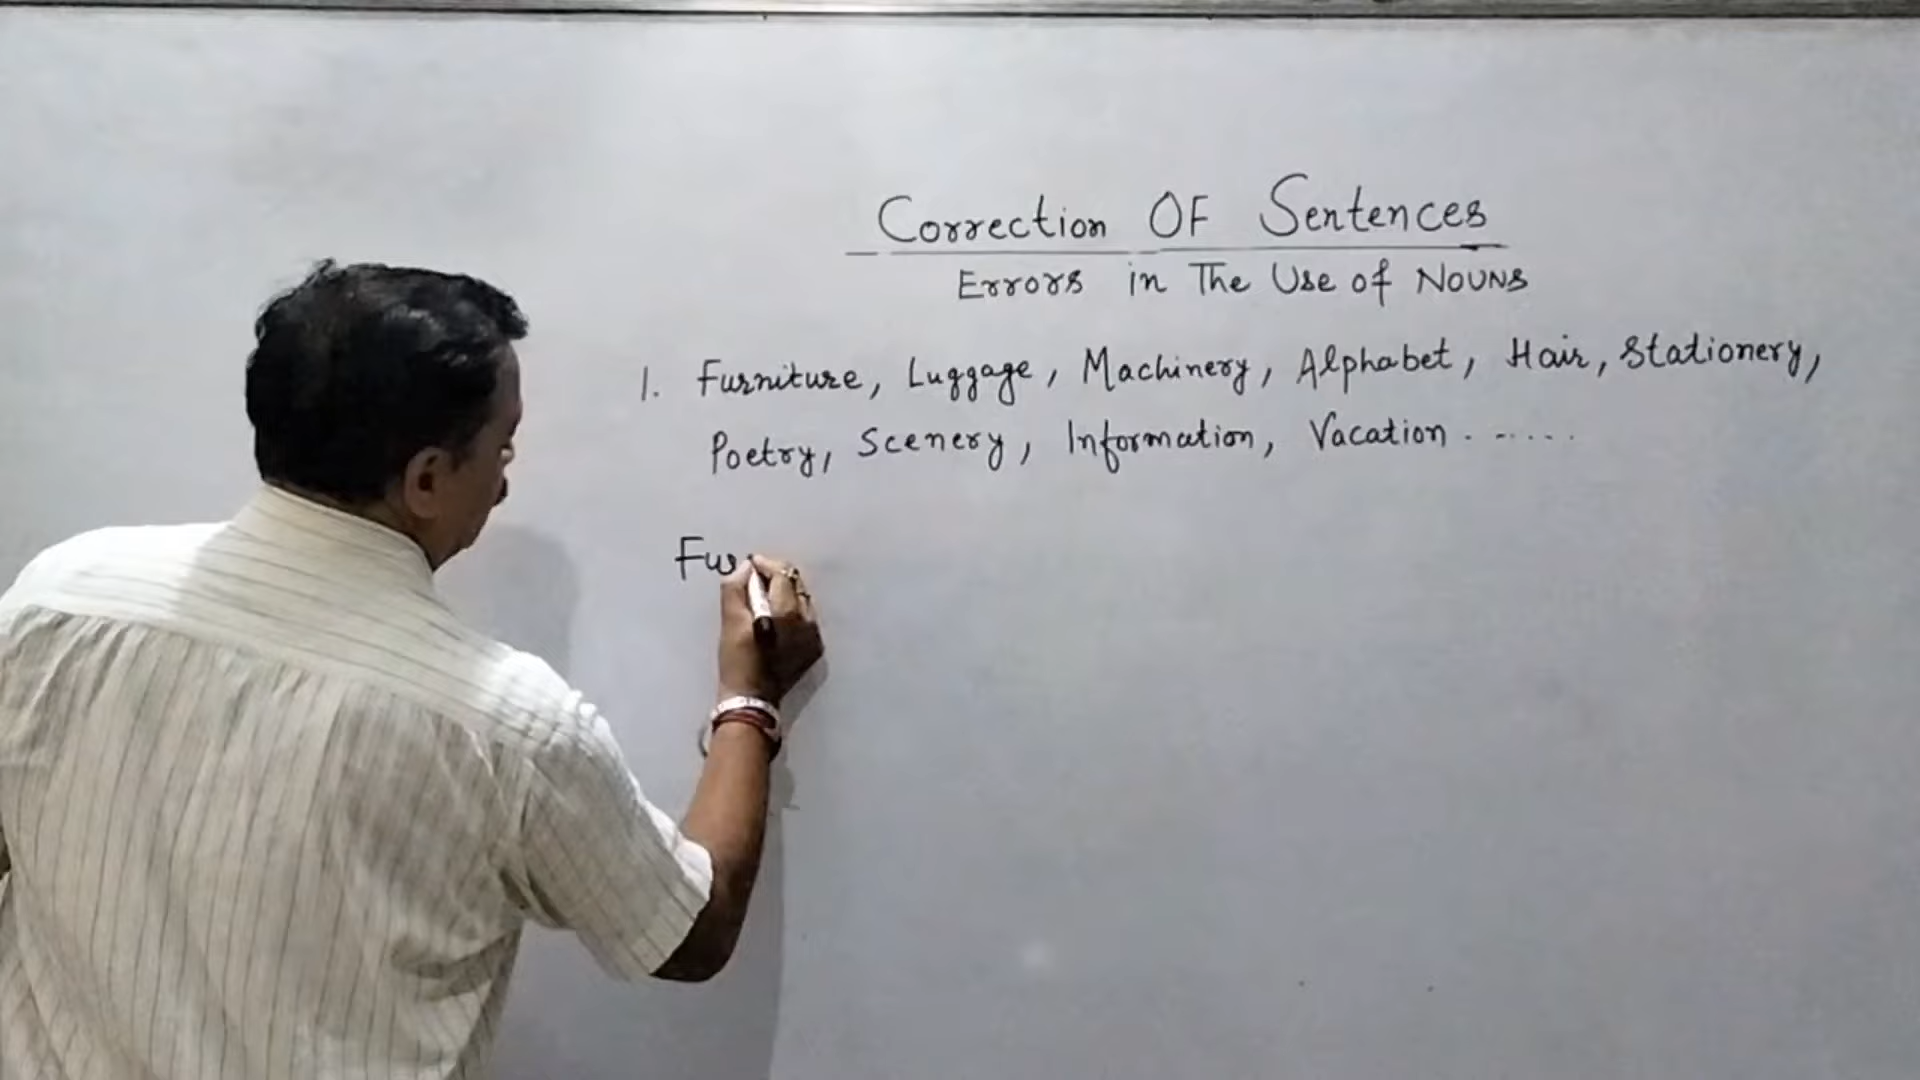 Correction OF Sentences
Errors in The Use of NOUNS
1. Furniture, Luggage, Machinery, Alphabet, Hair, Stationery,
Poetry, Scenery, Information, Vacation . ......
Fur